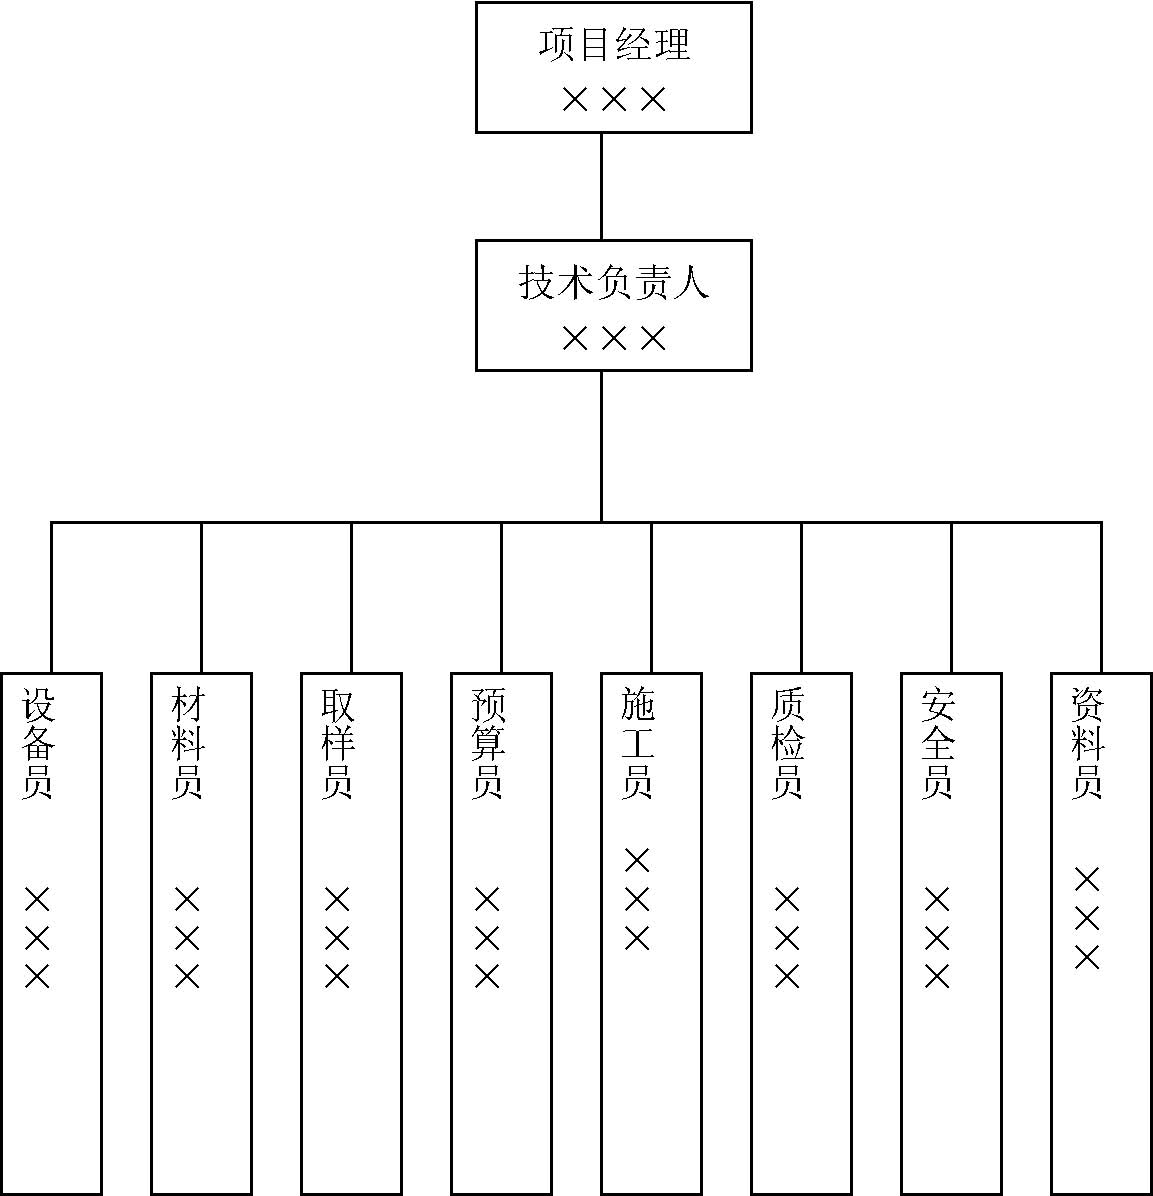 项目经理
×××
技术负责人
×××
设备员 ×××
材料员 ×××
取样员 ×××
预算员 ×××
施工员 ×××
质检员 ×××
安全员 ×××
资料员 ×××